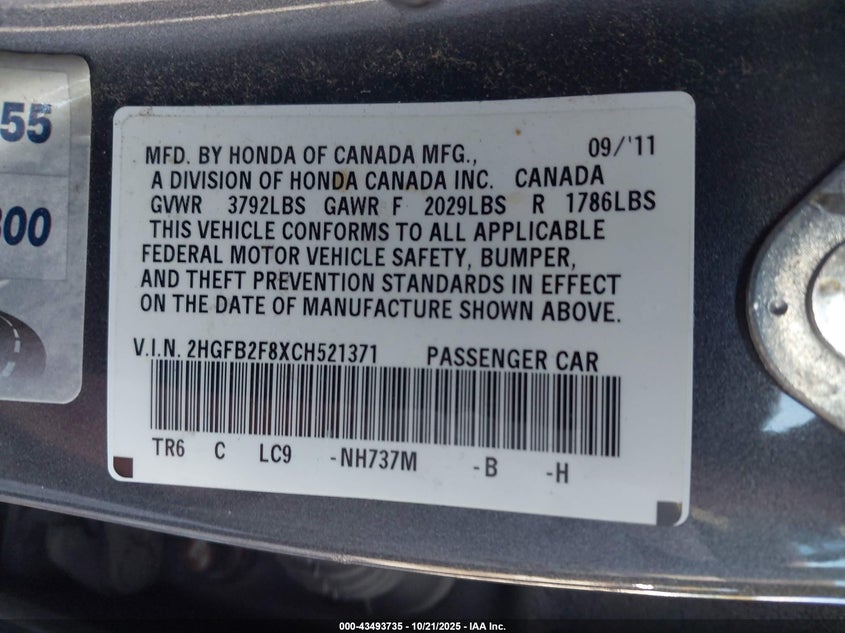 55
300
MFD. BY HONDA OF CANADA MFG., 09/'11
A DIVISION OF HONDA CANADA INC. CANADA
GVWR 3792LBS GAWR F 2029LBS R 1786LBS
THIS VEHICLE CONFORMS TO ALL APPLICABLE
FEDERAL MOTOR VEHICLE SAFETY, BUMPER,
AND THEFT PREVENTION STANDARDS IN EFFECT
ON THE DATE OF MANUFACTURE SHOWN ABOVE.
V.I.N. 2HGFB2F8XCH521371 PASSENGER CAR
TR6 C LC9 -NH737M -B -H
000-43493735 - 10/21/2025 - IAA Inc.